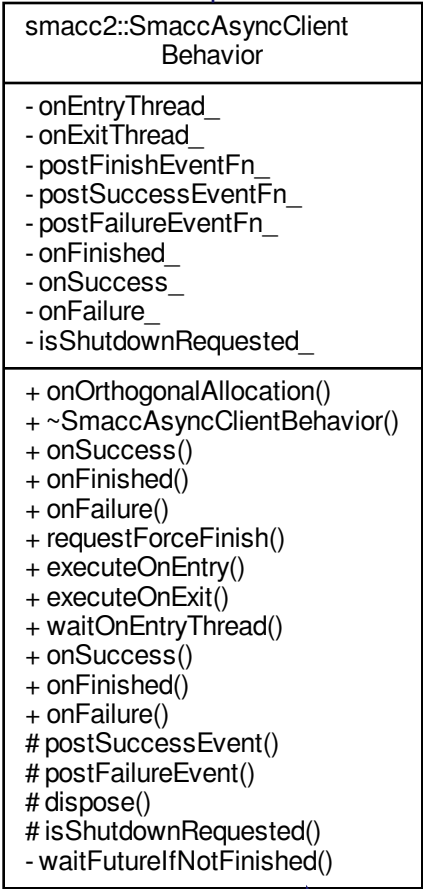 smacc2::SmaccAsyncClient
Behavior
- onEntryThread_
- onExitThread_
- postFinishEventFn_
- postSuccessEventFn_
- postFailureEventFn_
- onFinished_
- onSuccess_
- onFailure_
- isShutdownRequested_
+ onOrthogonalAllocation()
+ ~SmaccAsyncClientBehavior()
+ onSuccess()
+ onFinished()
+ onFailure()
+ requestForceFinish()
+ executeOnEntry()
+ executeOnExit()
+ waitOnEntryThread()
+ onSuccess()
+ onFinished()
+ onFailure()
# postSuccessEvent()
# postFailureEvent()
# dispose()
# isShutdownRequested()
- waitFutureIfNotFinished()